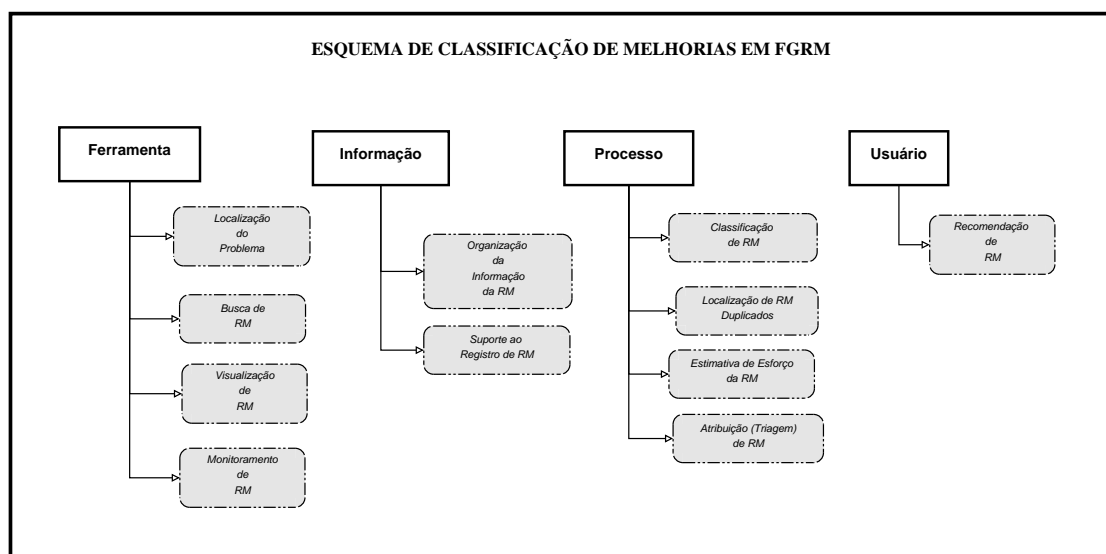 ESQUEMA DE CLASSIFICAÇÃO DE MELHORIAS EM FGRM
Ferramenta
Localização
do
Problema
Busca de
RM
Visualização
de
RM
Monitoramento
de
RM
Informação
Organização
da
Informação
da RM
Suporte ao
Registro de RM
Processo
Classificação
de RM
Localização de RM
Duplicados
Estimativa de Esforço
da RM
Atribuição (Triagem)
de RM
Usuário
Recomendação
de
RM